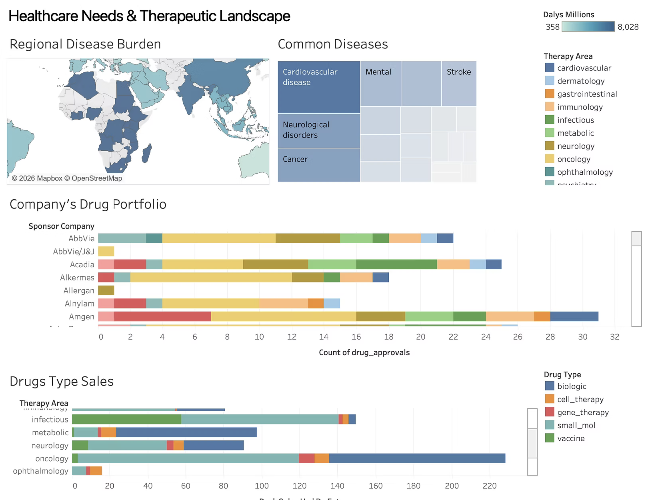 Healthcare Needs & Therapeutic Landscape
Dalys Millions
358
8,028
Regional Disease Burden
Common Diseases
Cardiovascular disease
Mental
Stroke
Neurological disorders
Cancer
© 2026 Mapbox © OpenStreetMap
Therapy Area
cardiovascular
dermatology
gastrointestinal
immunology
infectious
metabolic
neurology
oncology
ophthalmology
psychiatry
Company's Drug Portfolio
Sponsor Company
AbbVie
AbbVie/J&J
Acadia
Alkermes
Allergan
Alnylam
Amgen
0 2 4 6 8 10 12 14 16 18 20 22 24 26 28 30 32
Count of drug_approvals
Drugs Type Sales
Therapy Area
immunology
infectious
metabolic
neurology
oncology
ophthalmology
0 20 40 60 80 100 120 140 160 180 200 220
Drug Type
biologic
cell_therapy
gene_therapy
small_mol
vaccine